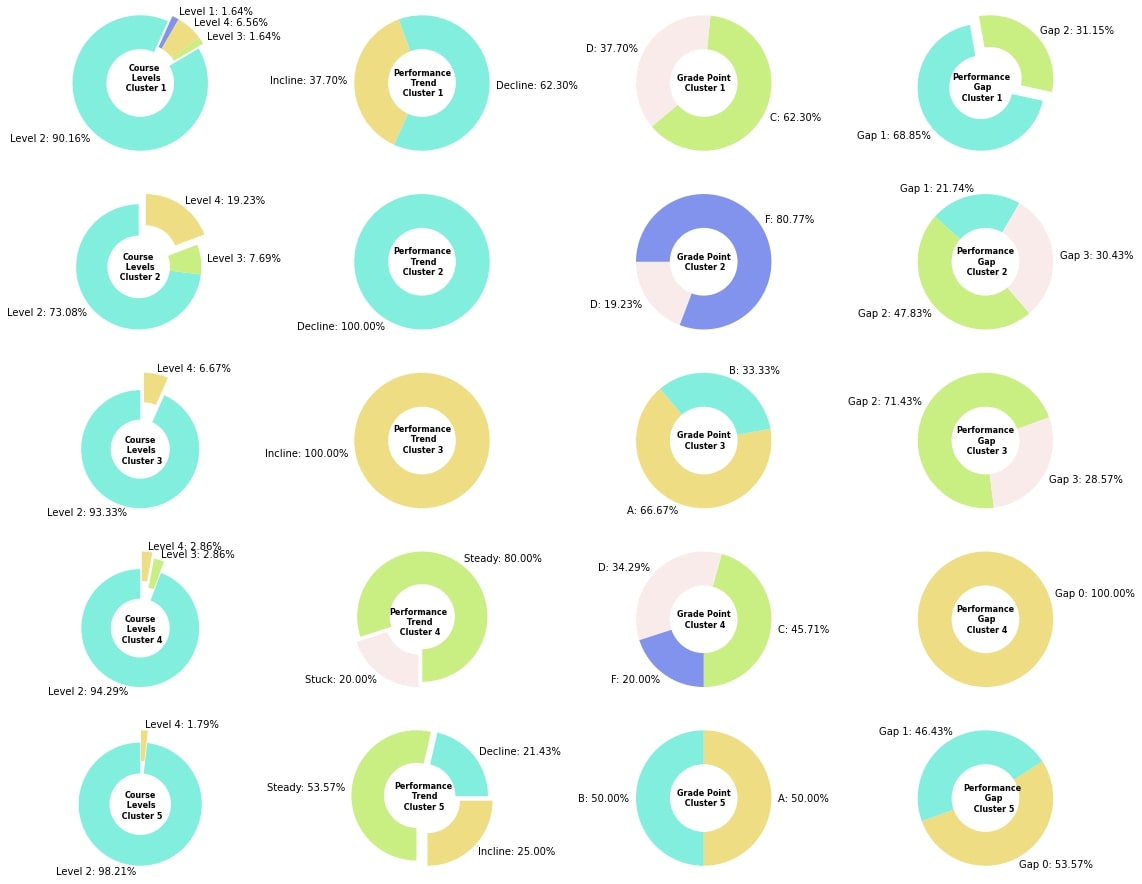 Level 1: 1.64%
Level 4: 6.56%
Level 3: 1.64%
Course
Levels
Cluster 1
Level 2: 90.16%
Incline: 37.70%
Performance
Trend
Cluster 1
Decline: 62.30%
D: 37.70%
Grade Point
Cluster 1
C: 62.30%
Gap 2: 31.15%
Performance
Gap
Cluster 1
Gap 1: 68.85%
Level 4: 19.23%
Course
Levels
Cluster 2
Level 3: 7.69%
Level 2: 73.08%
Performance
Trend
Cluster 2
Decline: 100.00%
F: 80.77%
Grade Point
Cluster 2
D: 19.23%
Gap 1: 21.74%
Performance
Gap
Cluster 2
Gap 3: 30.43%
Gap 2: 47.83%
Level 4: 6.67%
Course
Levels
Cluster 3
Level 2: 93.33%
Performance
Trend
Cluster 3
Incline: 100.00%
B: 33.33%
Grade Point
Cluster 3
A: 66.67%
Gap 2: 71.43%
Performance
Gap
Cluster 3
Gap 3: 28.57%
Level 4: 2.86%
Level 3: 2.86%
Course
Levels
Cluster 4
Level 2: 94.29%
Steady: 80.00%
Performance
Trend
Cluster 4
Stuck: 20.00%
D: 34.29%
Grade Point
Cluster 4
C: 45.71%
F: 20.00%
Gap 0: 100.00%
Performance
Gap
Cluster 4
Level 4: 1.79%
Course
Levels
Cluster 5
Level 2: 98.21%
Decline: 21.43%
Steady: 53.57%
Performance
Trend
Cluster 5
Incline: 25.00%
B: 50.00%
Grade Point
Cluster 5
A: 50.00%
Gap 1: 46.43%
Performance
Gap
Cluster 5
Gap 0: 53.57%